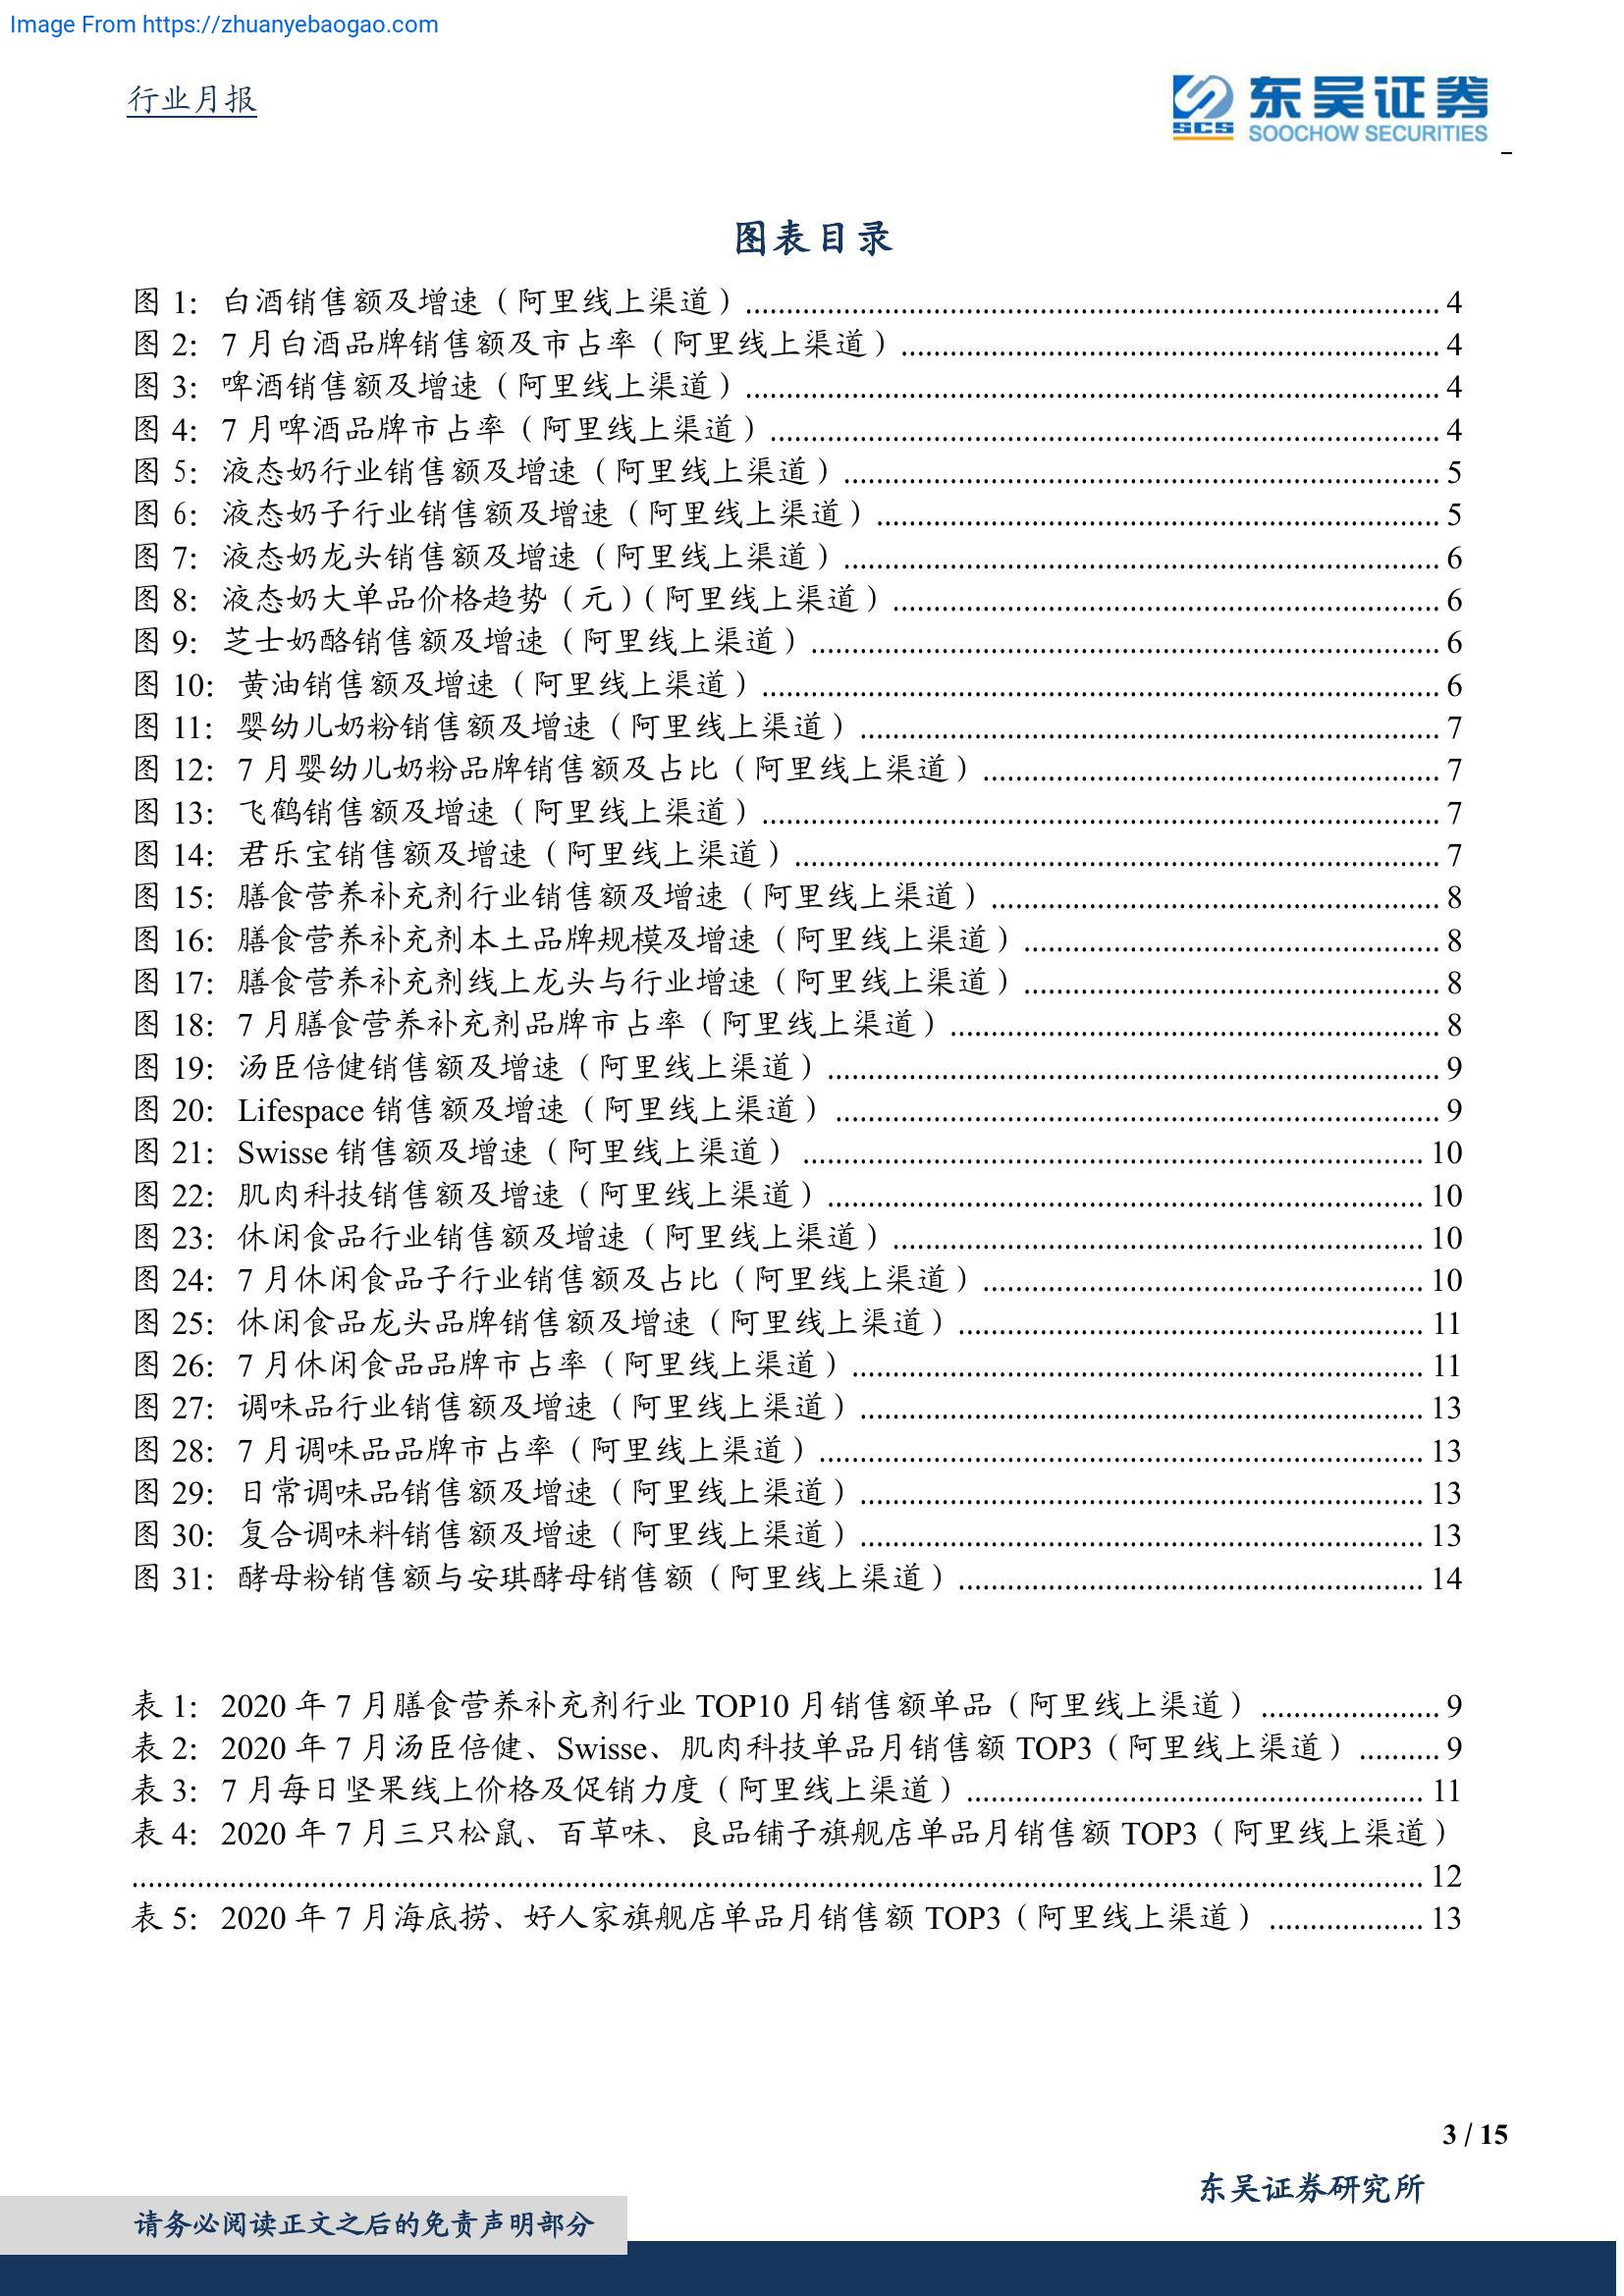 Image From https://zhuanyebaogao.com
行业月报
东吴证券
SCS
SOOCHOW SECURITIES
图表目录
图 1：白酒销售额及增速（阿里线上渠道）........ 4
图 2：7 月白酒品牌销售额及市占率（阿里线上渠道）........ 4
图 3：啤酒销售额及增速（阿里线上渠道）........ 4
图 4：7 月啤酒品牌市占率（阿里线上渠道）........ 4
图 5：液态奶行业销售额及增速（阿里线上渠道）........ 5
图 6：液态奶子行业销售额及增速（阿里线上渠道）........ 5
图 7：液态奶龙头销售额及增速（阿里线上渠道）........ 6
图 8：液态奶大单品价格趋势（元）（阿里线上渠道）........ 6
图 9：芝士奶酪销售额及增速（阿里线上渠道）........ 6
图 10：黄油销售额及增速（阿里线上渠道）........ 6
图 11：婴幼儿奶粉销售额及增速（阿里线上渠道）........ 7
图 12：7 月婴幼儿奶粉品牌销售额及占比（阿里线上渠道）........ 7
图 13：飞鹤销售额及增速（阿里线上渠道）........ 7
图 14：君乐宝销售额及增速（阿里线上渠道）........ 7
图 15：膳食营养补充剂行业销售额及增速（阿里线上渠道）........ 8
图 16：膳食营养补充剂本土品牌规模及增速（阿里线上渠道）........ 8
图 17：膳食营养补充剂线上龙头与行业增速（阿里线上渠道）........ 8
图 18：7 月膳食营养补充剂品牌市占率（阿里线上渠道）........ 8
图 19：汤臣倍健销售额及增速（阿里线上渠道）........ 9
图 20：Lifespace 销售额及增速（阿里线上渠道）........ 9
图 21：Swisse 销售额及增速（阿里线上渠道）........ 10
图 22：肌肉科技销售额及增速（阿里线上渠道）........ 10
图 23：休闲食品行业销售额及增速（阿里线上渠道）........ 10
图 24：7 月休闲食品子行业销售额及占比（阿里线上渠道）........ 10
图 25：休闲食品龙头品牌销售额及增速（阿里线上渠道）........ 11
图 26：7 月休闲食品品牌市占率（阿里线上渠道）........ 11
图 27：调味品行业销售额及增速（阿里线上渠道）........ 13
图 28：7 月调味品品牌市占率（阿里线上渠道）........ 13
图 29：日常调味品销售额及增速（阿里线上渠道）........ 13
图 30：复合调味料销售额及增速（阿里线上渠道）........ 13
图 31：酵母粉销售额与安琪酵母销售额（阿里线上渠道）........ 14
表 1：2020 年 7 月膳食营养补充剂行业 TOP10 月销售额单品（阿里线上渠道）........ 9
表 2：2020 年 7 月汤臣倍健、Swisse、肌肉科技单品月销售额 TOP3（阿里线上渠道）........ 9
表 3：7 月每日坚果线上价格及促销力度（阿里线上渠道）........ 11
表 4：2020 年 7 月三只松鼠、百草味、良品铺子旗舰店单品月销售额 TOP3（阿里线上渠道）
........ 12
表 5：2020 年 7 月海底捞、好人家旗舰店单品月销售额 TOP3（阿里线上渠道）........ 13
3 / 15
东吴证券研究所
请务必阅读正文之后的免责声明部分